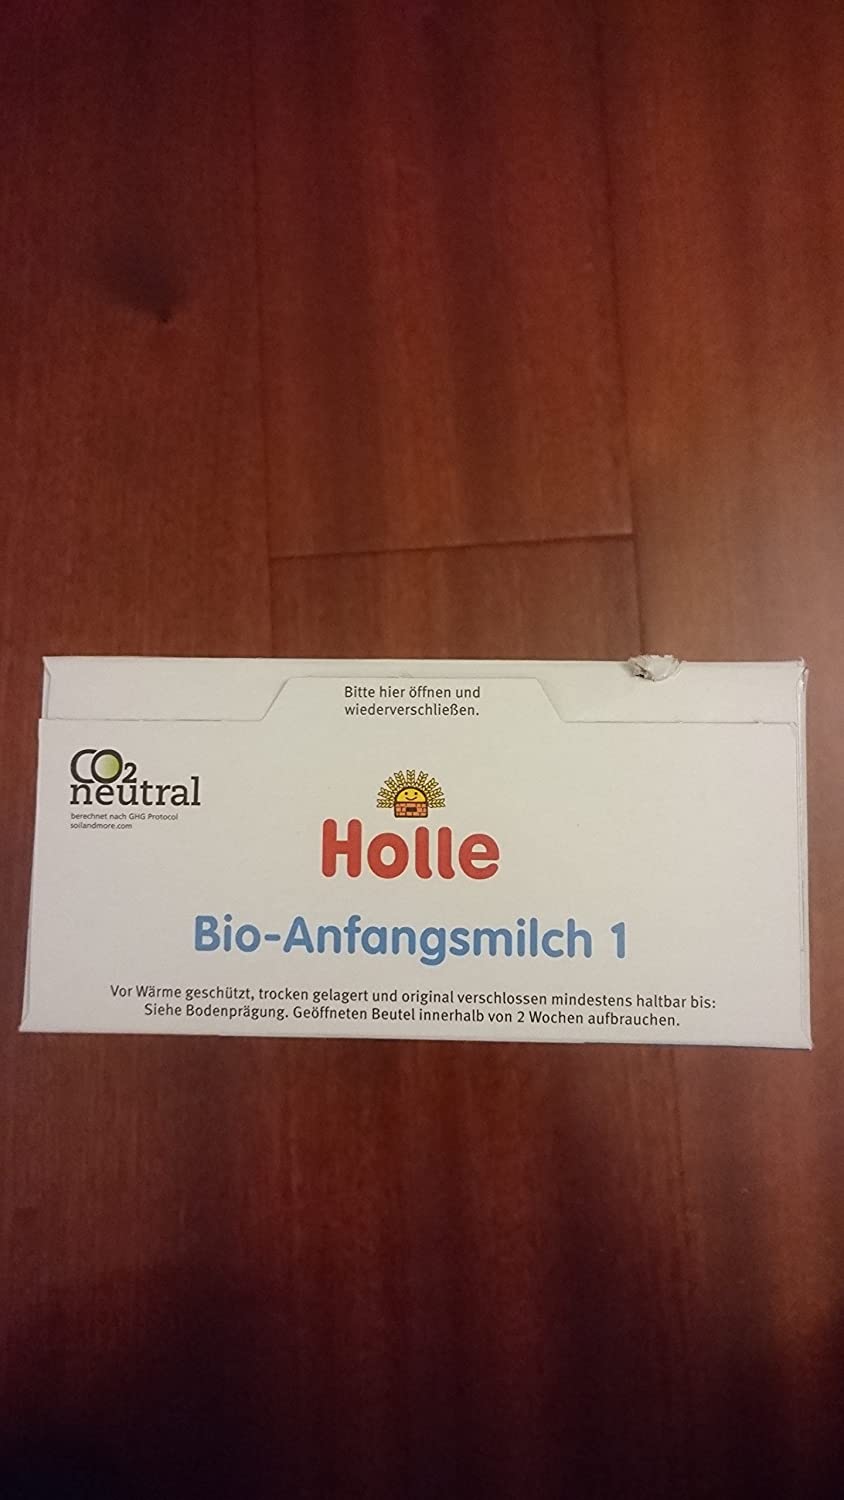 Bitte hier öffnen und
wiederverschließen.
CO2
neutral
berechnet nach GHG Protocol
soilandmore.com
Holle
Bio-Anfangsmilch 1
Vor Wärme geschützt, trocken gelagert und original verschlossen mindestens haltbar bis:
Siehe Bodenprägung. Geöffneten Beutel innerhalb von 2 Wochen aufbrauchen.